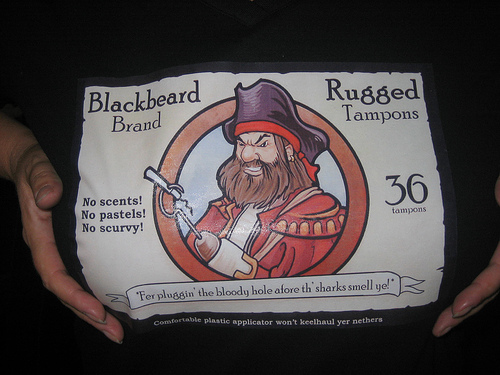 Blackbeard
Brand
Rugged
Tampons
No scents!
No pastels!
No scurvy!
36
tampons
"Fer pluggin' the bloody hole afore th' sharks smell ye!"
Comfortable plastic applicator won't keelhaul yer nethers